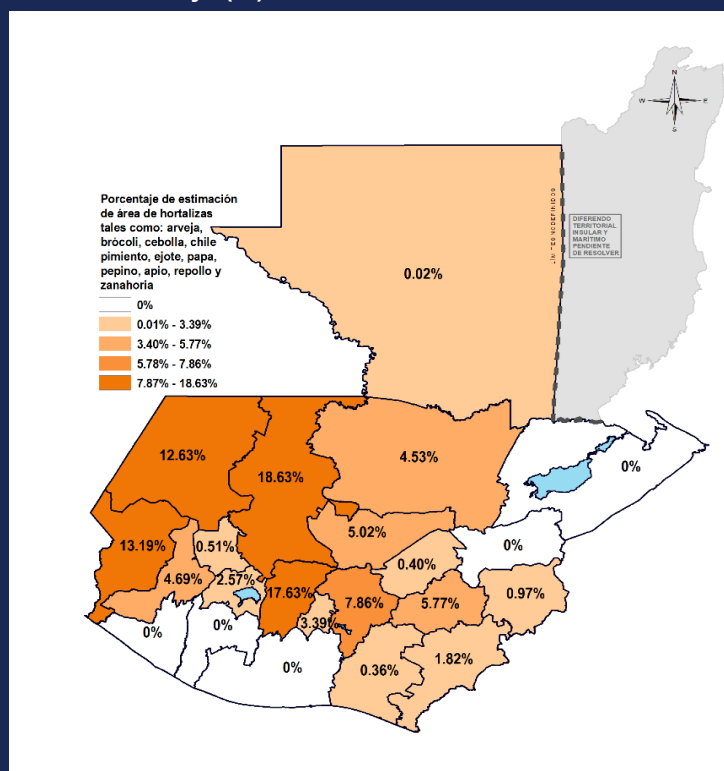 N
W E
S
Porcentaje de estimación
de área de hortalizas
tales como: arveja,
brócoli, cebolla, chile
pimiento, ejote, papa,
pepino, apio, repollo y
zanahoria
0%
0.01% - 3.39%
3.40% - 5.77%
5.78% - 7.86%
7.87% - 18.63%
LÍMITES NO DEFINIDOS
DIFERENDO
TERRITORIAL
INSULAR Y
MARÍTIMO
PENDIENTE
DE RESOLVER
0.02%
12.63%
18.63%
4.53%
0%
13.19%
0.51%
5.02%
0%
4.69%
2.57%
17.63%
7.86%
0.40%
5.77%
0.97%
3.39%
0%
0%
0%
0.36%
1.82%